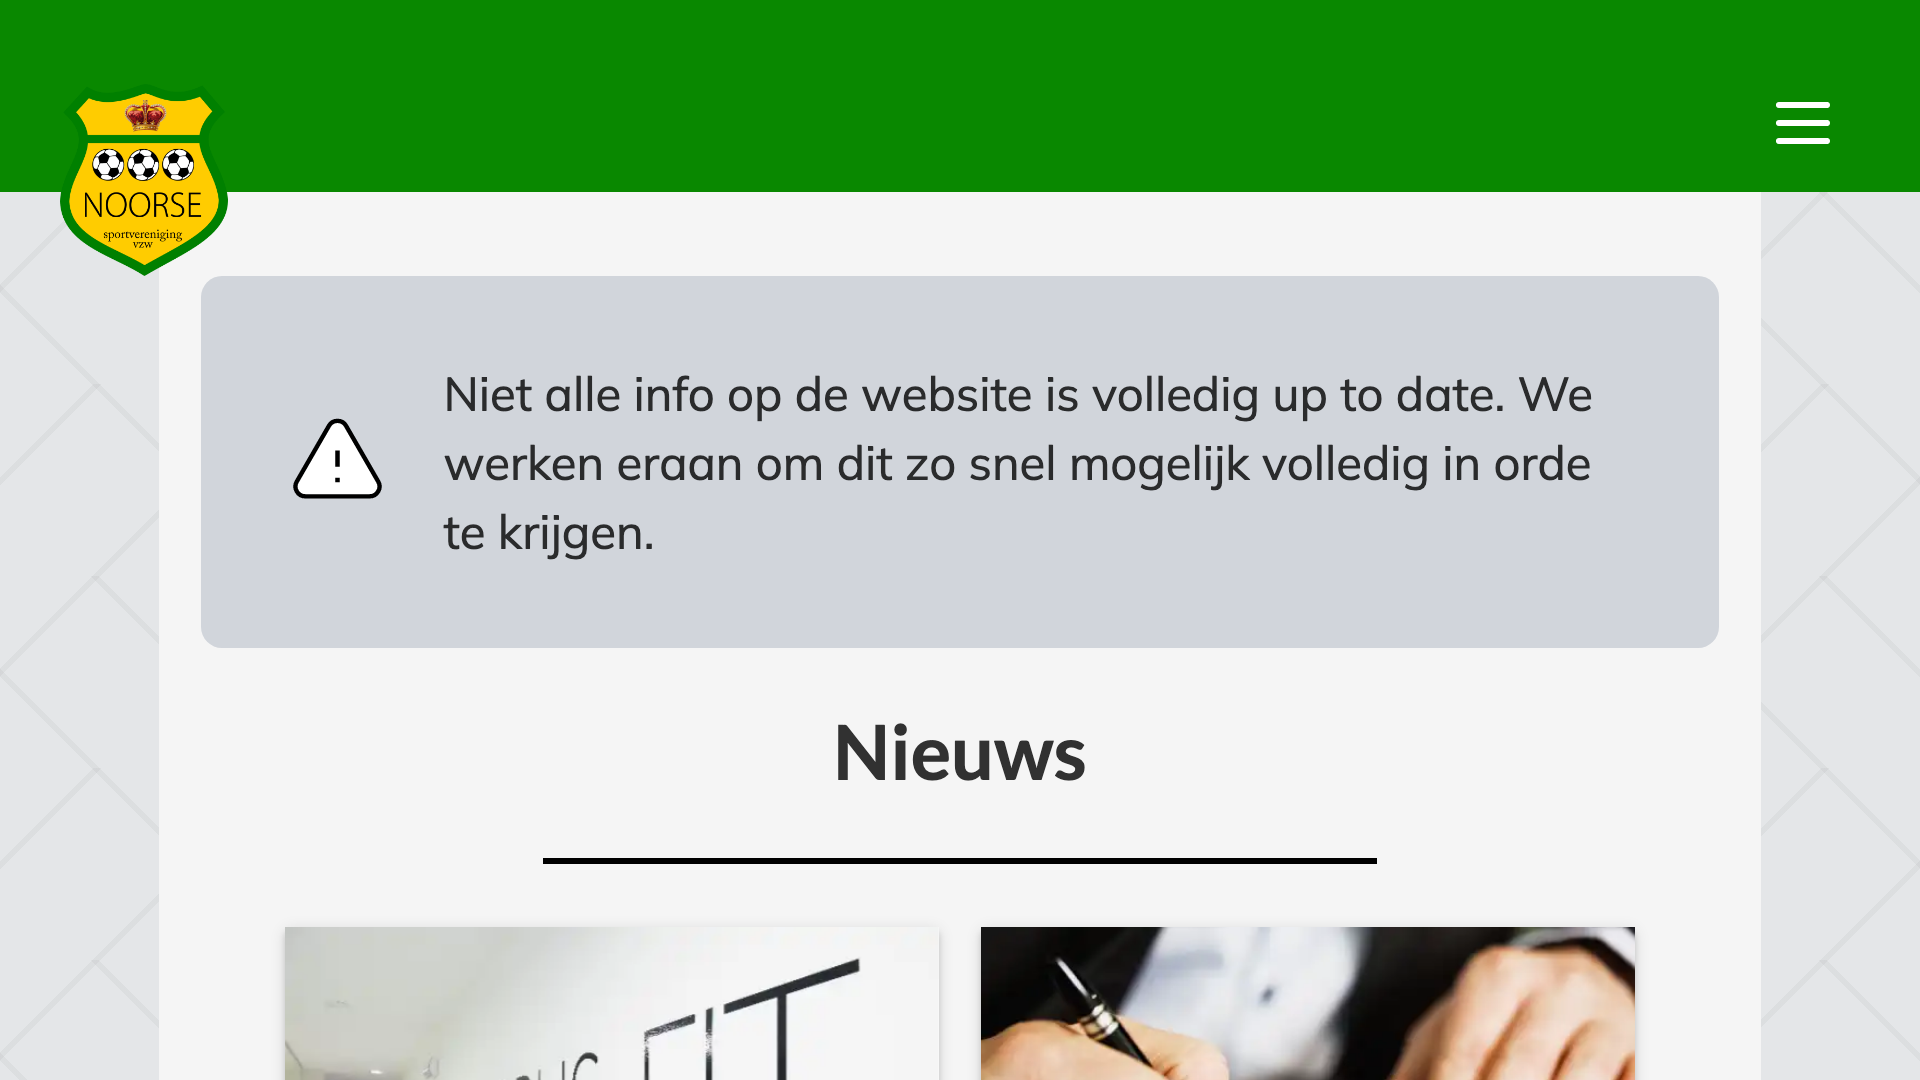 NOORSE
sportvereniging
vzw
Niet alle info op de website is volledig up to date. We
werken eraan om dit zo snel mogelijk volledig in orde
te krijgen.
Nieuws